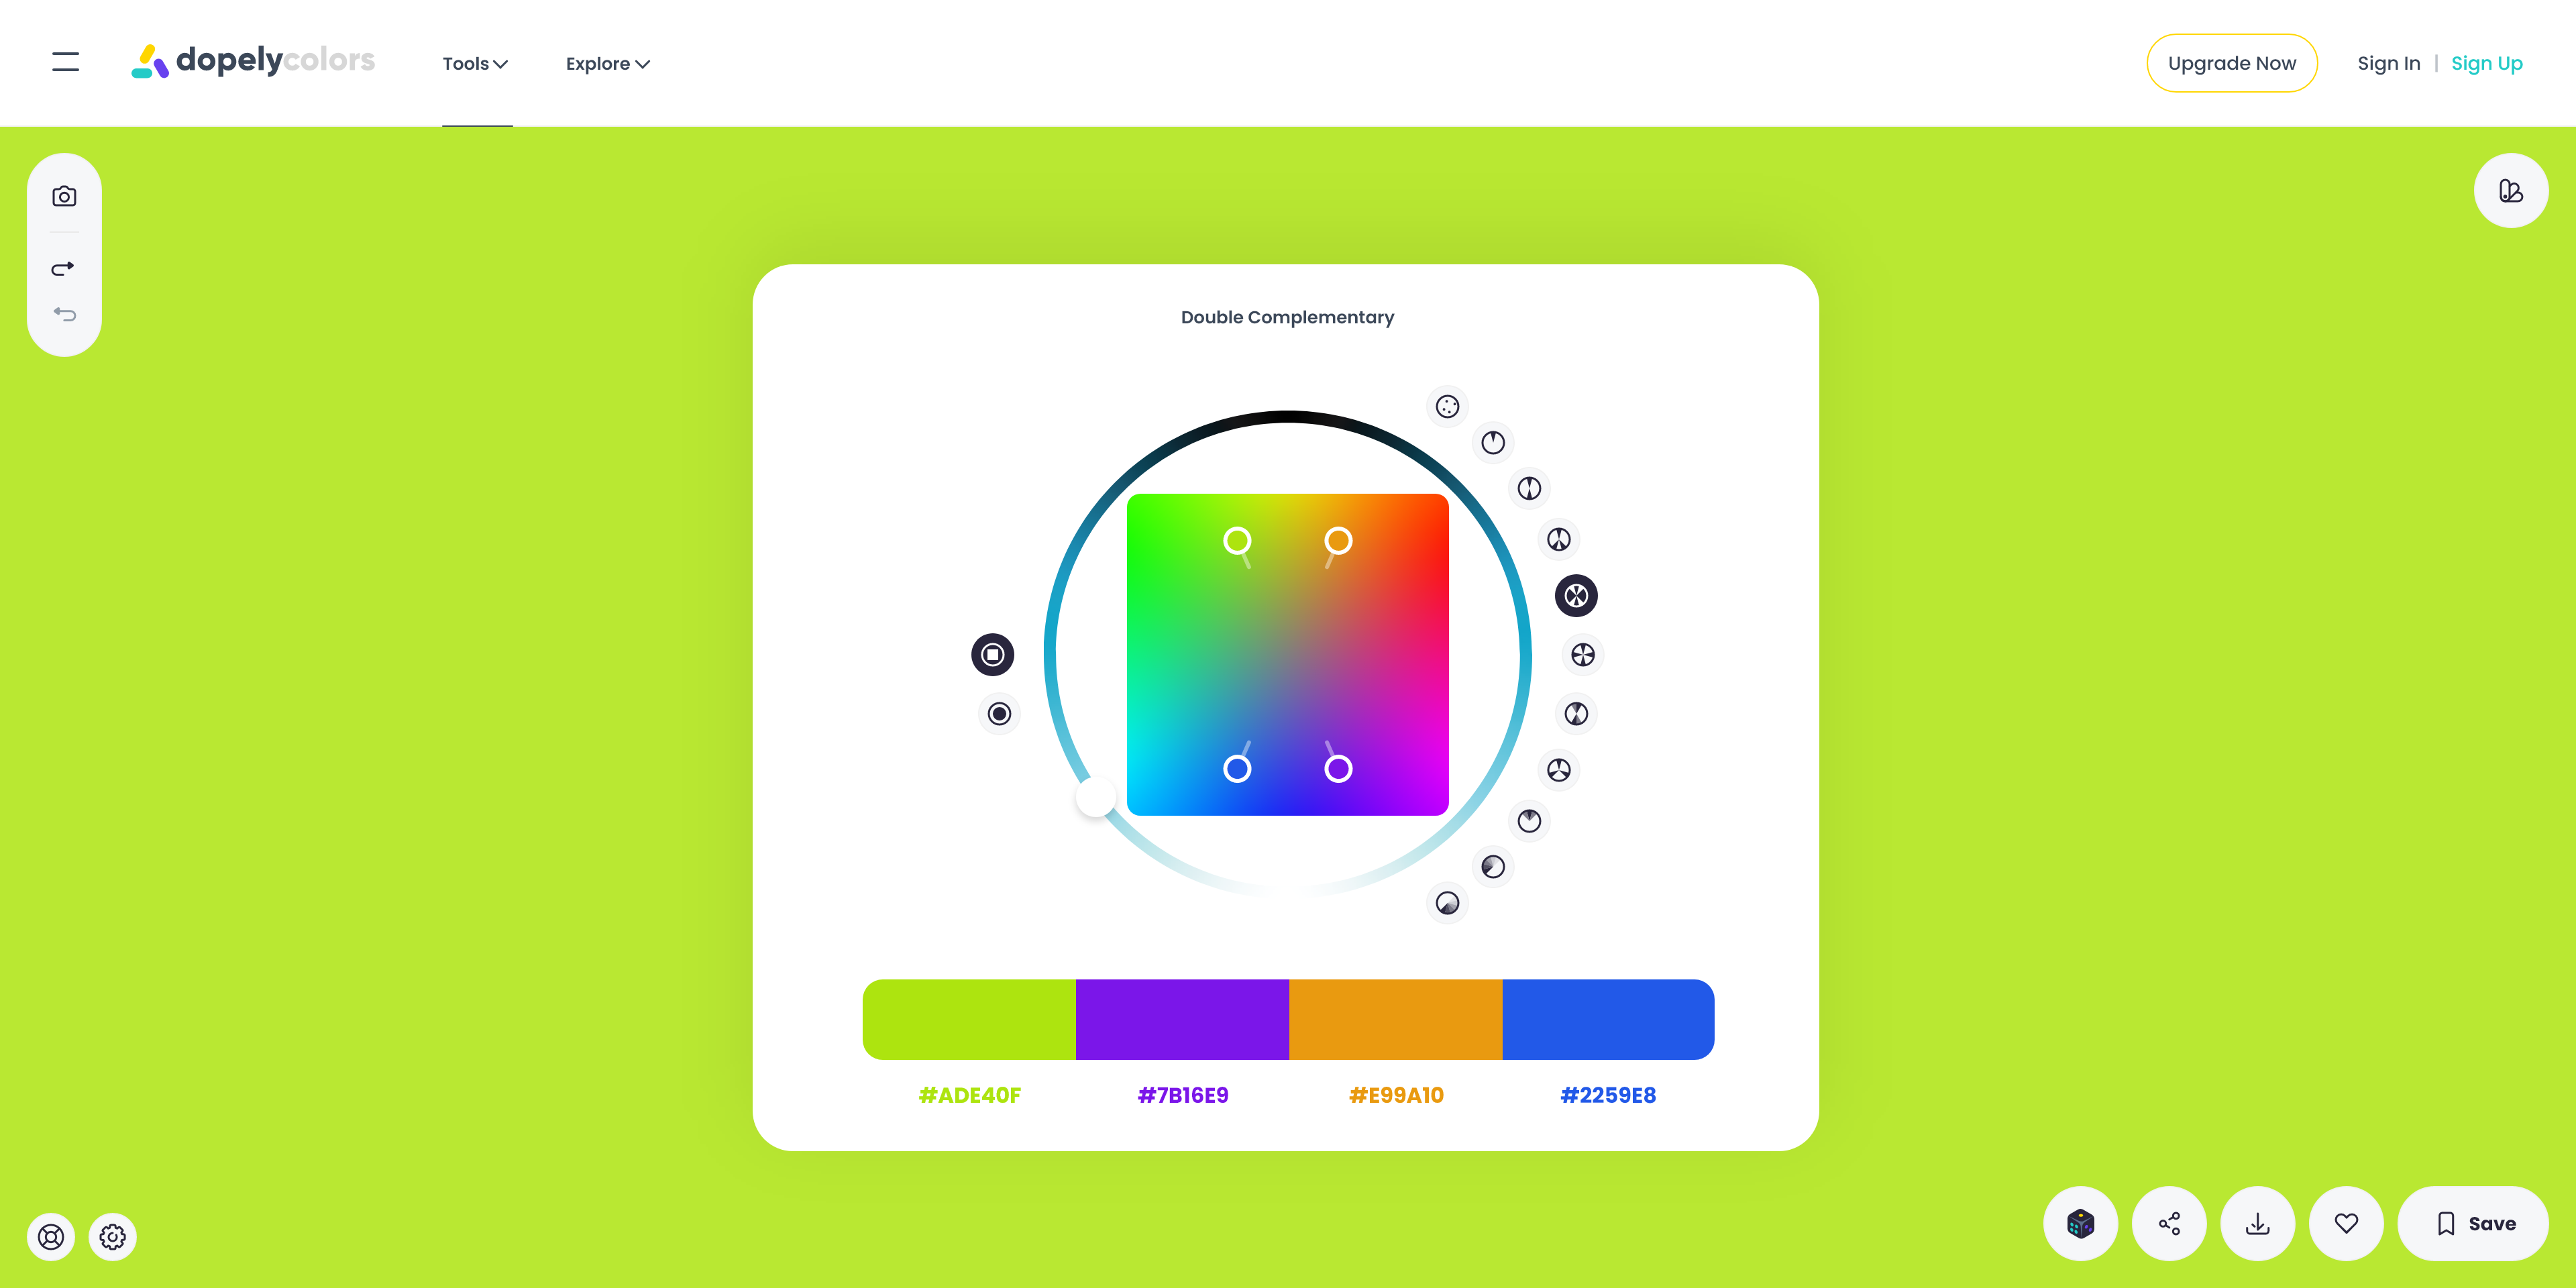 dopelycolors
Tools
Explore
Upgrade Now
Sign In | Sign Up
Double Complementary
#ADE40F
#7B16E9
#E99A10
#2259E8
Save